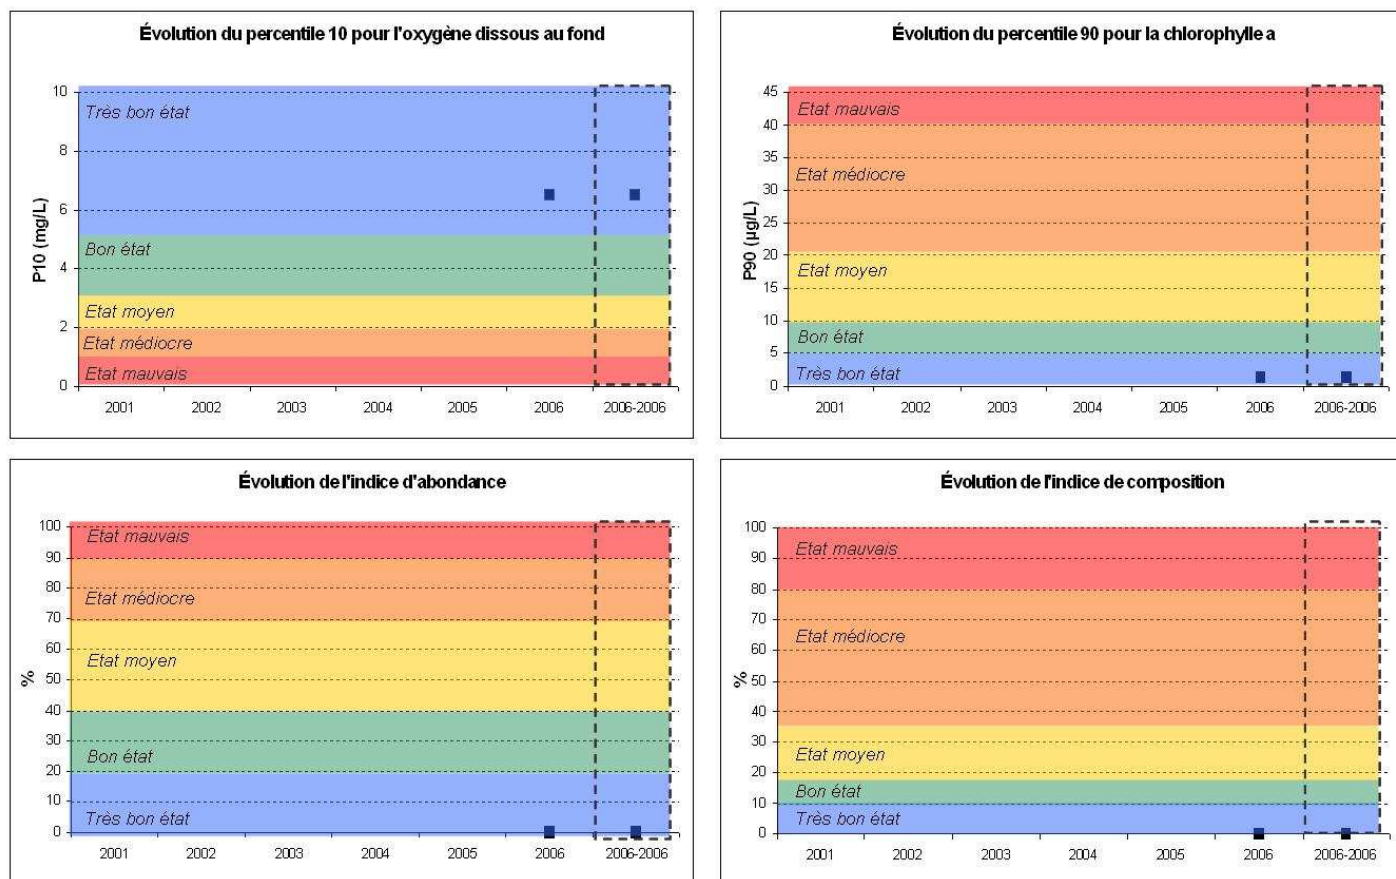 Évolution du percentile 10 pour l'oxygène dissous au fond
P10 (mg/L)
10
8
6
4
2
0
Très bon état
Bon état
Etat moyen
Etat médiocre
Etat mauvais
2001 2002 2003 2004 2005 2006 2006-2006
Évolution du percentile 90 pour la chlorophylle a
P90 (µg/L)
45
40
35
30
25
20
15
10
5
0
Etat mauvais
Etat médiocre
Etat moyen
Bon état
Très bon état
2001 2002 2003 2004 2005 2006 2006-2006
Évolution de l'indice d'abondance
%
100
90
80
70
60
50
40
30
20
10
0
Etat mauvais
Etat médiocre
Etat moyen
Bon état
Très bon état
2001 2002 2003 2004 2005 2006 2006-2006
Évolution de l'indice de composition
%
100
90
80
70
60
50
40
30
20
10
0
Etat mauvais
Etat médiocre
Etat moyen
Bon état
Très bon état
2001 2002 2003 2004 2005 2006 2006-2006